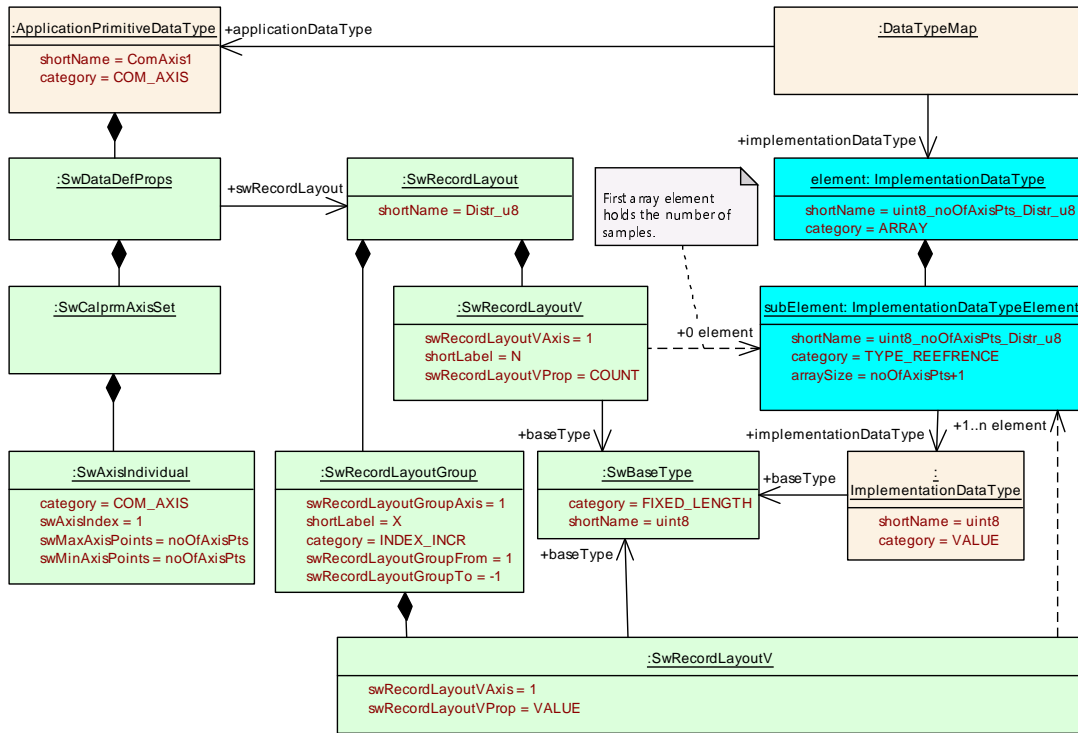 :ApplicationPrimitiveDataType
shortName = ComAxis1
category = COM_AXIS
+applicationDataType
:DataTypeMap
+implementationDataType
:SwDataDefProps
+swRecordLayout
:SwRecordLayout
shortName = Distr_u8
First array element
holds the number of
samples.
element: ImplementationDataType
shortName = uint8_noOfAxisPts_Distr_u8
category = ARRAY
:SwCalprmAxisSet
:SwRecordLayoutV
swRecordLayoutVAxis = 1
shortLabel = N
swRecordLayoutVProp = COUNT
+0 element
subElement: ImplementationDataTypeElement
shortName = uint8_noOfAxisPts_Distr_u8
category = TYPE_REEFRENCE
arraySize = noOfAxisPts+1
+baseType
+implementationDataType
+1..n element
:SwAxisIndividual
category = COM_AXIS
swAxisIndex = 1
swMaxAxisPoints = noOfAxisPts
swMinAxisPoints = noOfAxisPts
:SwRecordLayoutGroup
swRecordLayoutGroupAxis = 1
shortLabel = X
category = INDEX_INCR
swRecordLayoutGroupFrom = 1
swRecordLayoutGroupTo = -1
:SwBaseType
category = FIXED_LENGTH
shortName = uint8
+baseType
:
ImplementationDataType
shortName = uint8
category = VALUE
+baseType
:SwRecordLayoutV
swRecordLayoutVAxis = 1
swRecordLayoutVProp = VALUE